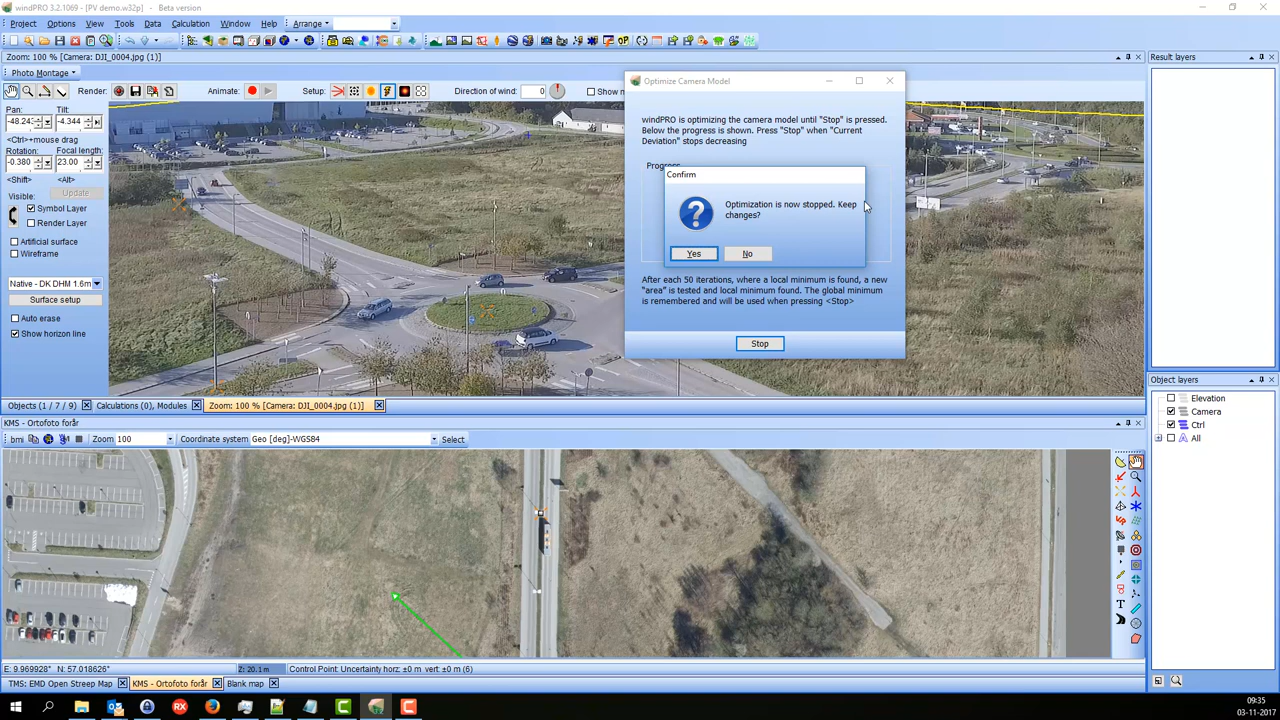 windPRO 3.2.1069 - [PV demo.w32p] - Beta version
Project Options View Tools Data Calculation Window Help Arrange
Zoom: 100 % [Camera: DJI_0004.jpg (1)]
Result layers
Photo Montage Render: Animate: Setup: Direction of wind: 0 Show
Optimize Camera Model
Pan: Tilt:
-48.24 -4.344
<Ctrl>+mouse drag
Rotation: Focal length:
-0.380 23.00
<Shift> <Alt>
Update
Visible:
Symbol Layer
Render Layer
Artificial surface
Wireframe
Native - DK DHM 1.6m
Surface setup
Auto erase
Show horizon line
windPRO is optimizing the camera model until "Stop" is pressed.
Below the progress is shown. Press "Stop" when "Current
Deviation" stops decreasing
Progress
Confirm
Optimization is now stopped. Keep
changes?
Yes No
After each 50 iterations, where a local minimum is found, a new
"area" is tested and local minimum found. The global minimum
is remembered and will be used when pressing <Stop>
Stop
Object layers
Elevation
Camera
Ctrl
All
Objects (1 / 7 / 9) Calculations (0), Modules Zoom: 100 % [Camera: DJI_0004.jpg (1)]
KMS - Ortofoto forår
bmi Zoom 100 Coordinate system Geo [deg]-WGS84 Select
E: 9.969928° N: 57.018626° Z: 20.1 m Control Point: Uncertainty horz: ±0 m vert: ±0 m (6)
TMS: EMD Open Streep Map KMS - Ortofoto forår Blank map
09:35
03-11-2017